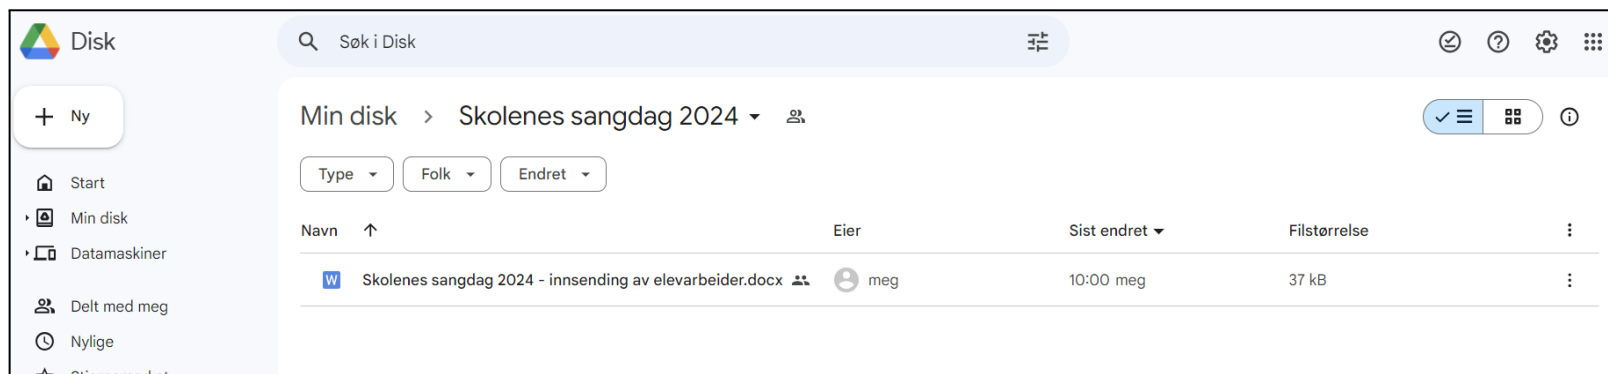 Disk
Søk i Disk
Ny
Min disk > Skolenes sangdag 2024
Type Folk Endret
Start
Min disk
Datamaskiner
Delt med meg
Nylige
Navn Eier Sist endret Filstørrelse
W Skolenes sangdag 2024 - innsending av elevarbeider.docx meg 10:00 meg 37 kB